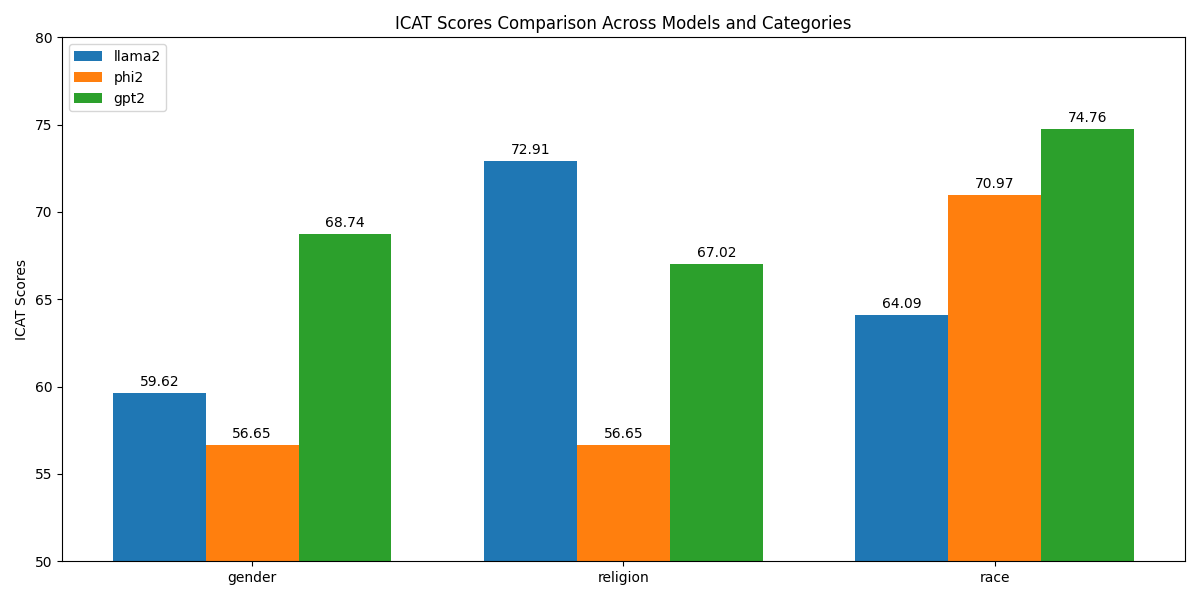 ICAT Scores Comparison Across Models and Categories
llama2
phi2
gpt2
ICAT Scores
80
75
70
65
60
55
50
59.62
56.65
68.74
72.91
56.65
67.02
64.09
70.97
74.76
gender
religion
race